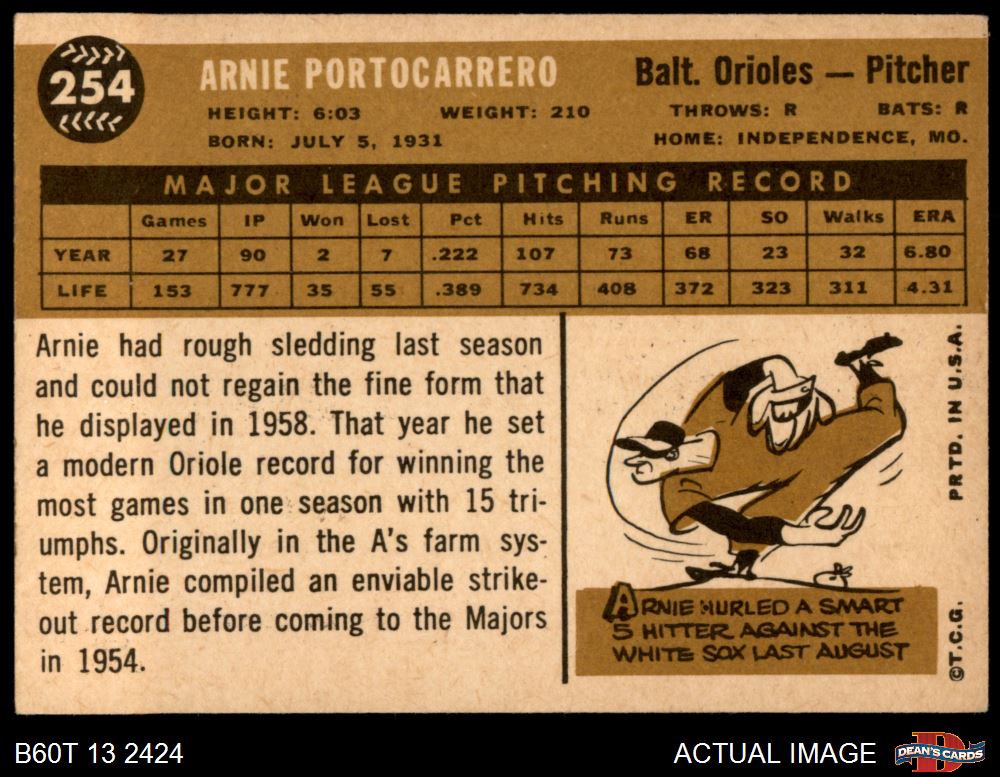 254
ARNIE PORTOCARRERO
Balt. Orioles — Pitcher
HEIGHT: 6:03 WEIGHT: 210 THROWS: R BATS: R
BORN: JULY 5, 1931 HOME: INDEPENDENCE, MO.
MAJOR LEAGUE PITCHING RECORD
Games IP Won Lost Pct Hits Runs ER SO Walks ERA
YEAR 27 90 2 7 .222 107 73 68 23 32 6.80
LIFE 153 777 35 55 .389 734 408 372 323 311 4.31
Arnie had rough sledding last season
and could not regain the fine form that
he displayed in 1958. That year he set
a modern Oriole record for winning the
most games in one season with 15 tri-
umphs. Originally in the A's farm sys-
tem, Arnie compiled an enviable strike-
out record before coming to the Majors
in 1954.
ARNIE HURLED A SMART
5 HITTER AGAINST THE
WHITE SOX LAST AUGUST
©T.C.G. PRTD. IN U.S.A.
B60T 13 2424
ACTUAL IMAGE
D
DEAN'S CARDS